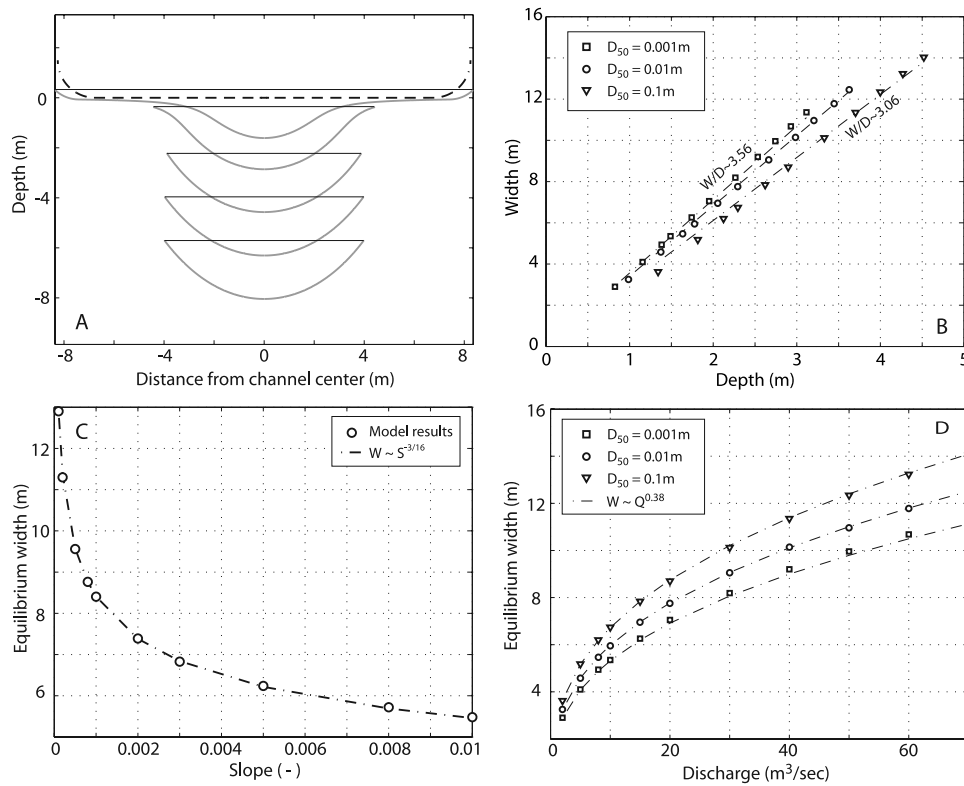 0
-4
-8
Depth (m)
A
-8
-4
0
4
8
Distance from channel center (m)
16
12
8
4
0
Width (m)
D50 = 0.001m
D50 = 0.01m
D50 = 0.1m
W/D~3.56
W/D~3.06
B
0
1
2
3
4
5
Depth (m)
C
12
10
8
6
Equilibrium width (m)
Model results
W ~ S^-3/16
0
0.002
0.004
0.006
0.008
0.01
Slope ( - )
16
12
8
4
Equilibrium width (m)
D50 = 0.001m
D50 = 0.01m
D50 = 0.1m
W ~ Q^0.38
D
20
40
60
Discharge (m^3/sec)